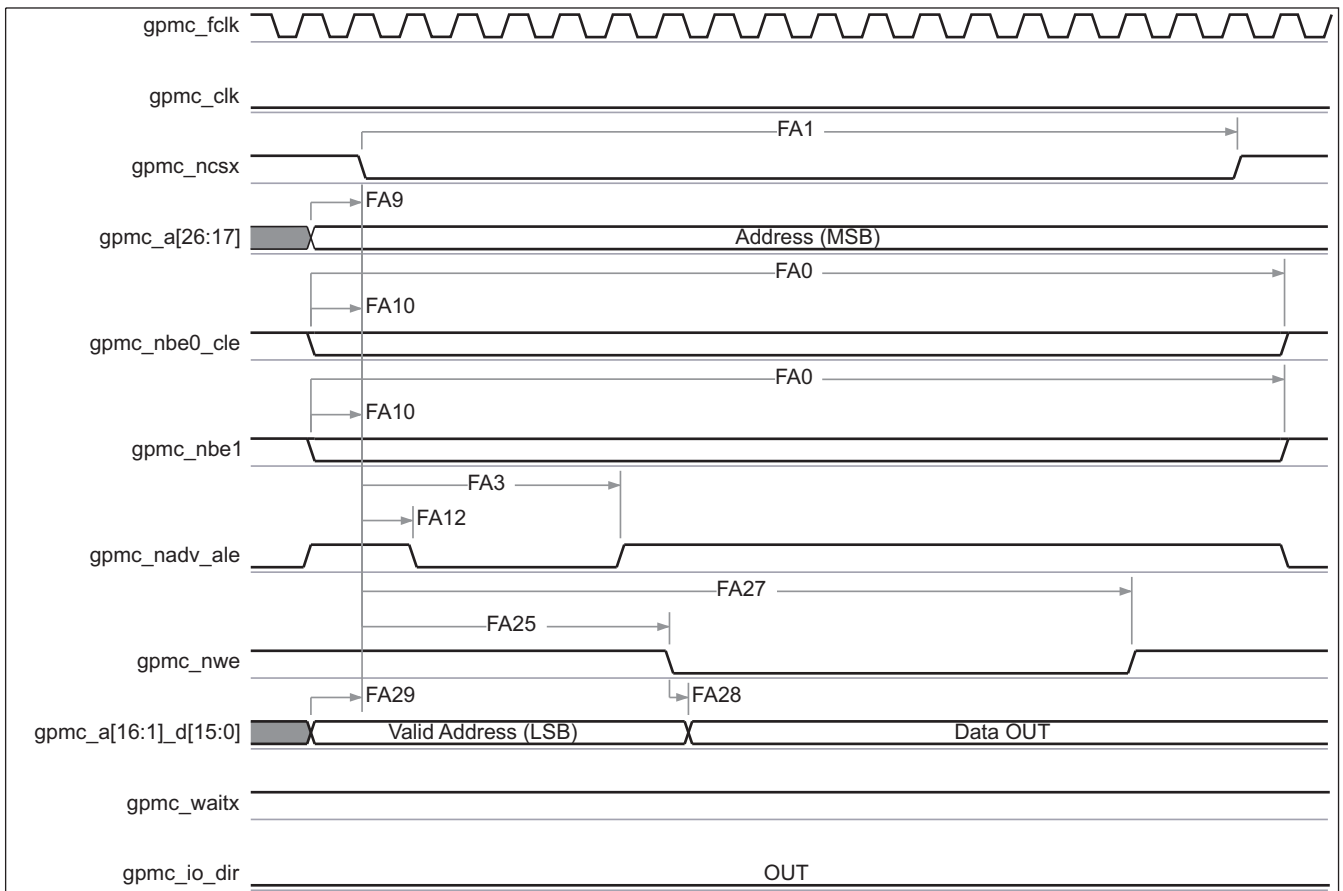 gpmc_fclk
gpmc_clk
FA1
gpmc_ncsx
FA9
gpmc_a[26:17]
Address (MSB)
FA0
FA10
gpmc_nbe0_cle
FA0
FA10
gpmc_nbe1
FA3
FA12
gpmc_nadv_ale
FA27
FA25
gpmc_nwe
FA29 FA28
gpmc_a[16:1]_d[15:0] Valid Address (LSB) Data OUT
gpmc_waitx
gpmc_io_dir OUT